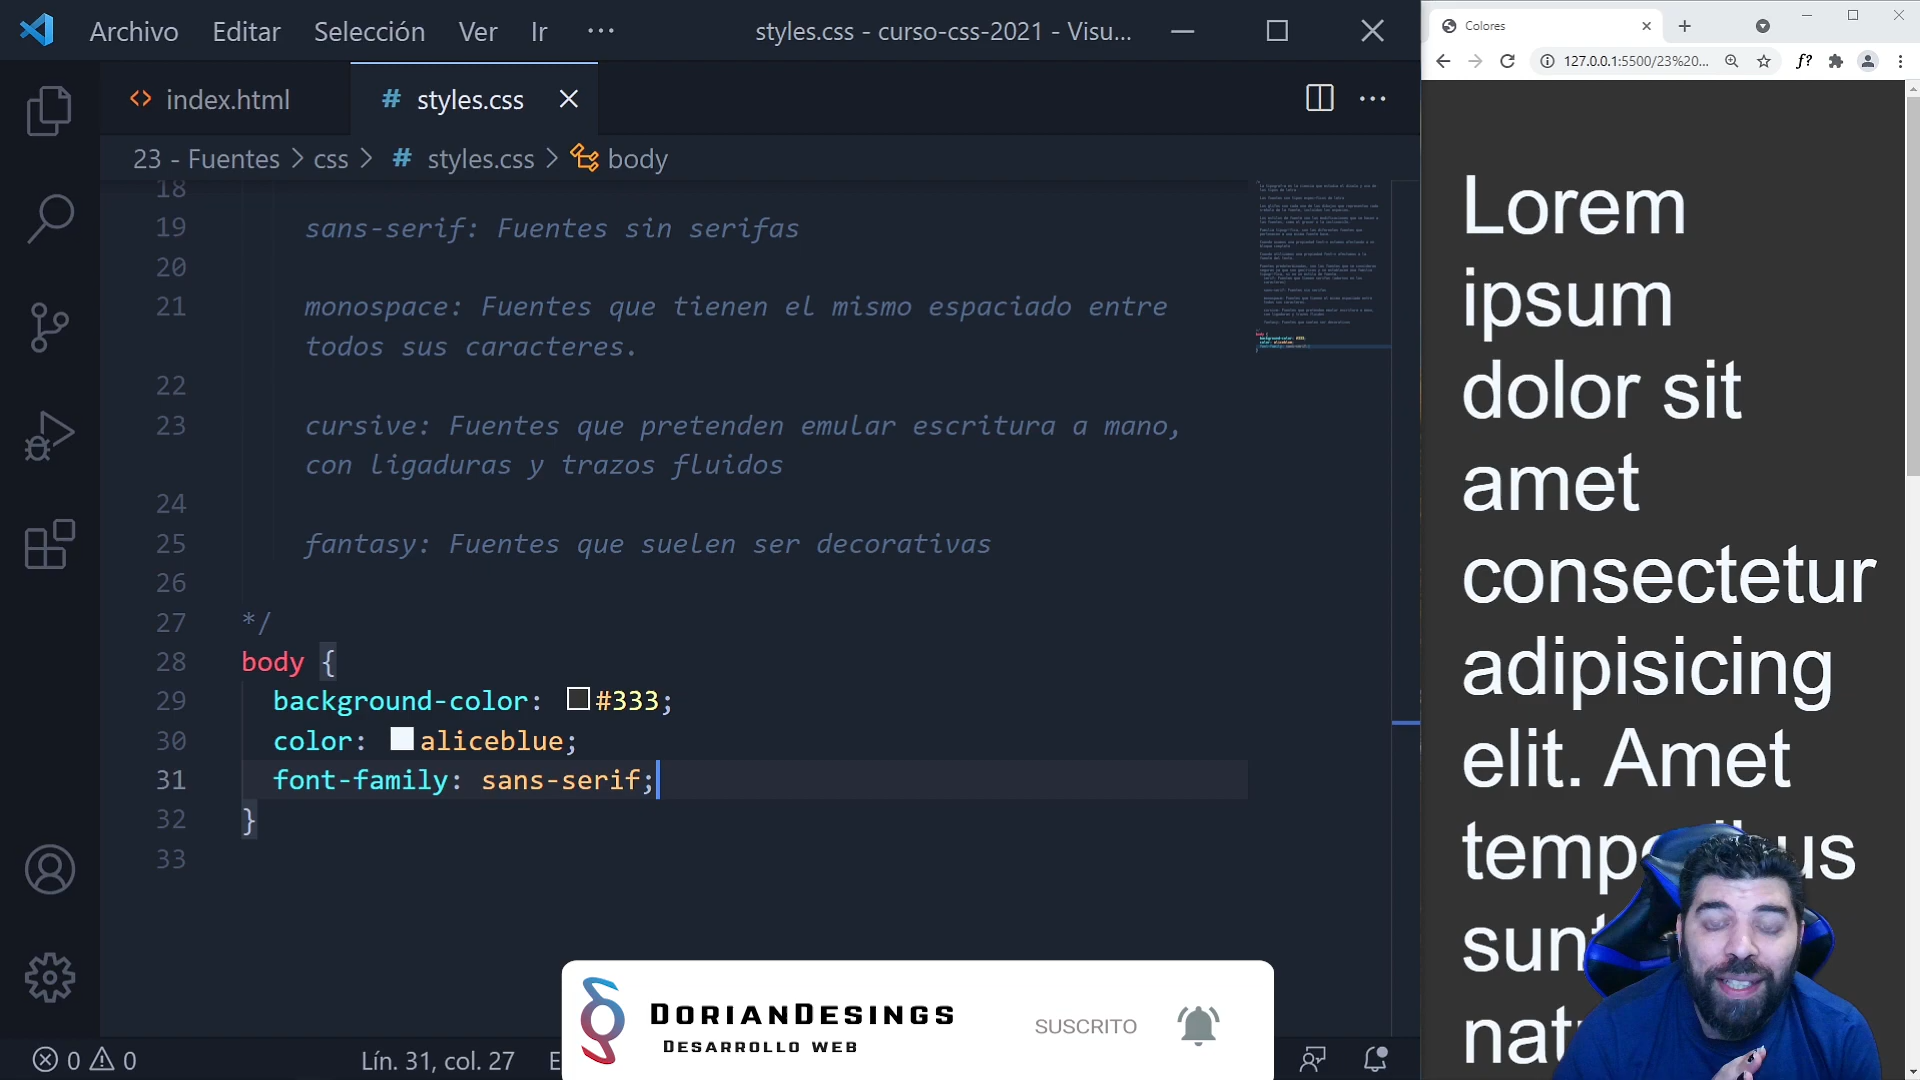 Archivo Editar Selección Ver Ir ··· styles.css - curso-css-2021 - Visu...
index.html # styles.css
23 - Fuentes > css > # styles.css > body
18
19 sans-serif: Fuentes sin serifas
20
21 monospace: Fuentes que tienen el mismo espaciado entre
todos sus caracteres.
22
23 cursive: Fuentes que pretenden emular escritura a mano,
con ligaduras y trazos fluidos
24
25 fantasy: Fuentes que suelen ser decorativas
26
27 */
28 body {
29 background-color: #333;
30 color: aliceblue;
31 font-family: sans-serif;
32 }
33
0 0 Lín. 31, col. 27 E
DorianDesings
Desarrollo web
SUSCRITO
Colores
127.0.0.1:5500/23%20...
f?
Lorem
ipsum
dolor sit
amet
consectetur
adipisicing
elit. Amet